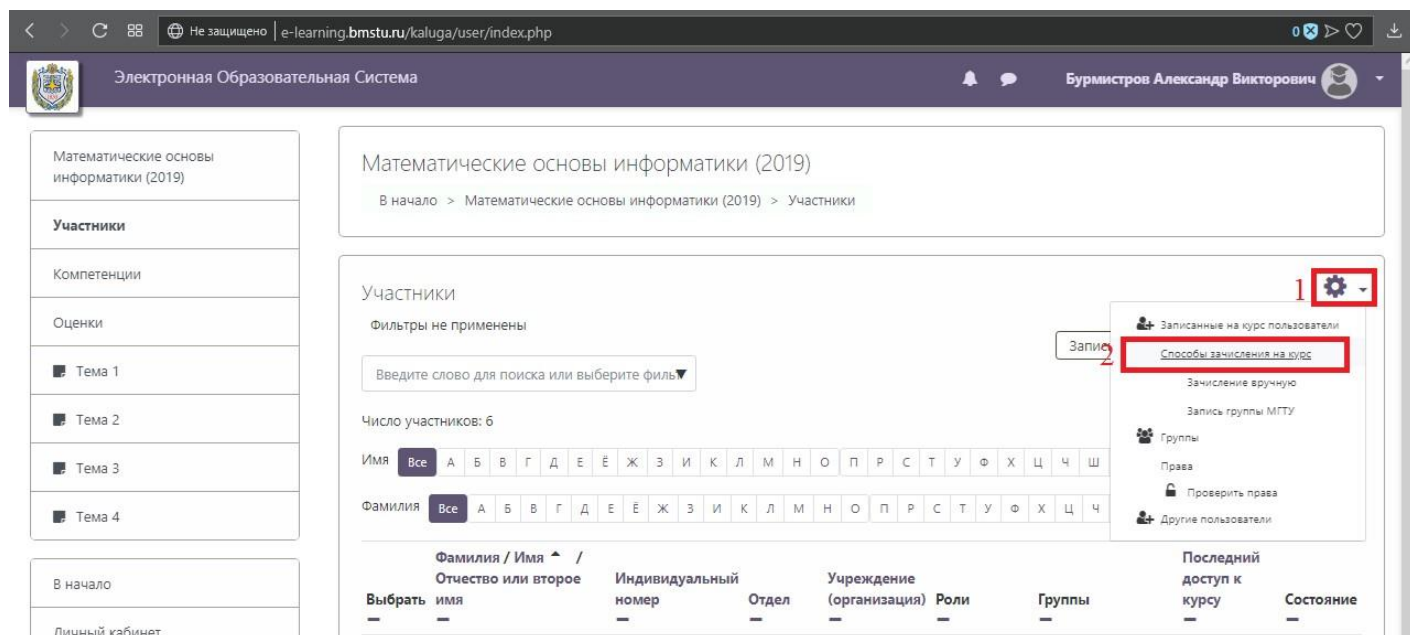 Не защищено e-learning.bmstu.ru/kaluga/user/index.php 0
Электронная Образовательная Система Бурмистров Александр Викторович
Математические основы
информатики (2019)
Участники
Компетенции
Оценки
Тема 1
Тема 2
Тема 3
Тема 4
В начало
Личный кабинет
Математические основы информатики (2019)
В начало > Математические основы информатики (2019) > Участники
Участники
1
Фильтры не применены
Введите слово для поиска или выберите филь
Число участников: 6
Имя Все А Б В Г Д Е Ё Ж З И К Л М Н О П Р С Т У Ф Х Ц Ч Ш
Фамилия Все А Б В Г Д Е Ё Ж З И К Л М Н О П Р С Т У Ф Х Ц Ч
Записанные на курс пользователи
2
Способы зачисления на курс
Зачисление вручную
Запись группы МГТУ
Группы
Права
Проверить права
Другие пользователи
Выбрать
Фамилия / Имя /
Отчество или второе
имя
Индивидуальный
номер
Отдел
Учреждение
(организация)
Роли
Группы
Последний
доступ к
курсу
Состояние